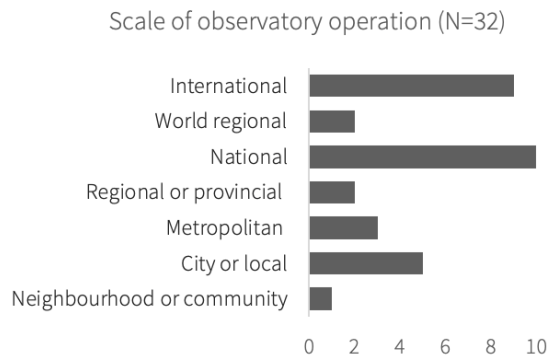 Scale of observatory operation (N=32)
International
World regional
National
Regional or provincial
Metropolitan
City or local
Neighbourhood or community
0 2 4 6 8 10